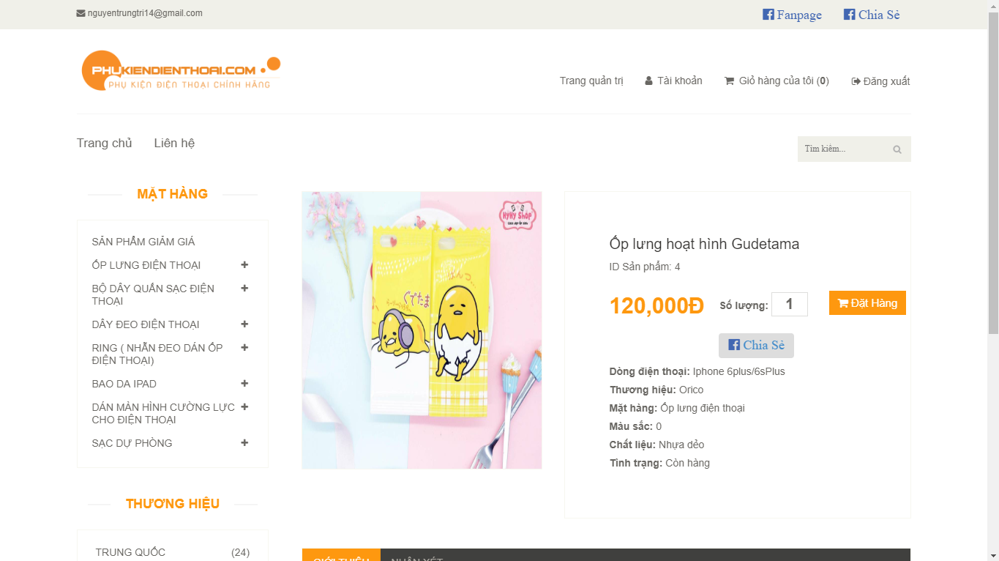 nguyentrungtri14@gmail.com
Fanpage
Chia Sẻ
PHUKIENDIENTHOAI.COM
PHỤ KIỆN ĐIỆN THOẠI CHÍNH HÃNG
Trang quản trị
Tài khoản
Giỏ hàng của tôi (0)
Đăng xuất
Trang chủ
Liên hệ
Tìm kiếm...
MẶT HÀNG
SẢN PHẨM GIẢM GIÁ
ỐP LƯNG ĐIỆN THOẠI
BỘ DÂY QUẤN SẠC ĐIỆN
THOẠI
DÂY ĐEO ĐIỆN THOẠI
RING ( NHẪN ĐEO DÁN ỐP
ĐIỆN THOẠI)
BAO DA IPAD
DÁN MÀN HÌNH CƯỜNG LỰC
CHO ĐIỆN THOẠI
SẠC DỰ PHÒNG
THƯƠNG HIỆU
TRUNG QUỐC (24)
KyHy Shop
ぐでたま
Ốp lưng hoạt hình Gudetama
ID Sản phẩm: 4
120,000Đ
Số lượng: 1
Đặt Hàng
Chia Sẻ
Dòng điện thoại: Iphone 6plus/6sPlus
Thương hiệu: Orico
Mặt hàng: Ốp lưng điện thoại
Màu sắc: 0
Chất liệu: Nhựa dẻo
Tình trạng: Còn hàng
GIỚI THIỆU
NHẬN XÉT